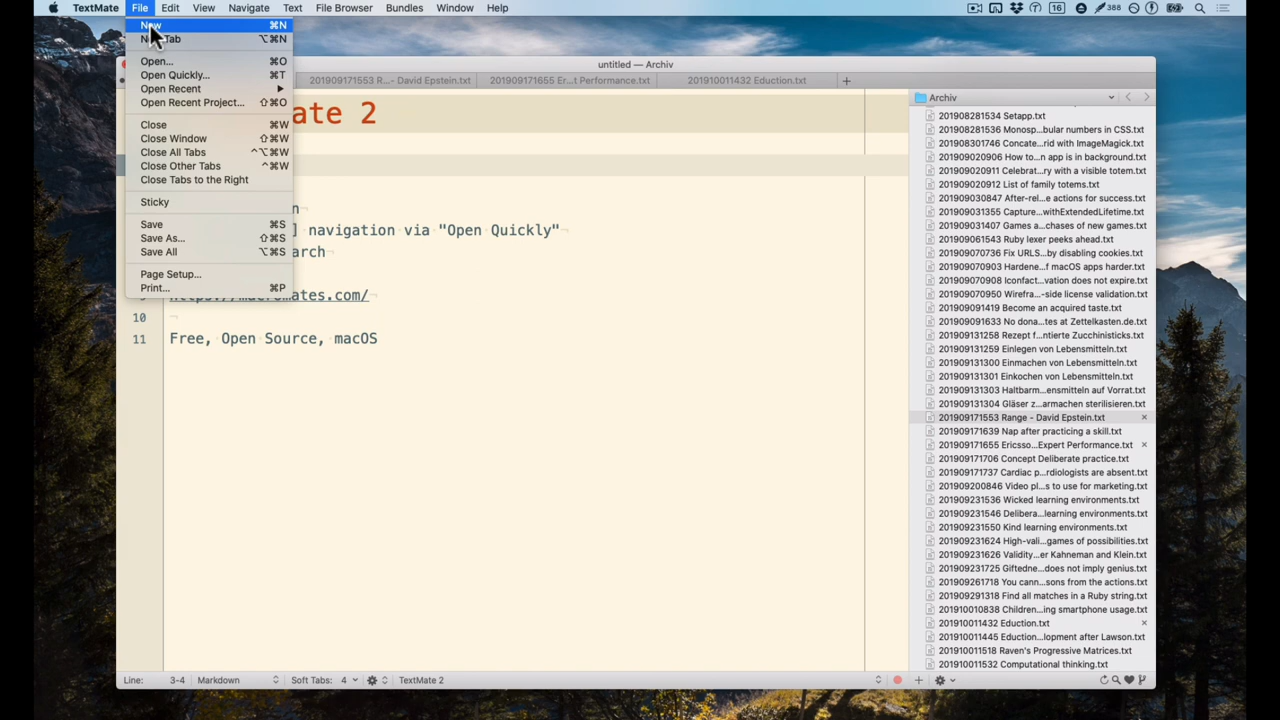 TextMate File Edit View Navigate Text File Browser Bundles Window Help 16 388
New ⌘N
Tab ⌥⌘N
Open... ⌘O
Open Quickly... ⌘T
Open Recent
Open Recent Project... ⇧⌘O
Close ⌘W
Close Window ⇧⌘W
Close All Tabs ^⌥⌘W
Close Other Tabs ^⌘W
Close Tabs to the Right
Sticky
Save ⌘S
Save As... ⇧⌘S
Save All ⌥⌘S
Page Setup...
Print... ⌘P
untitled — Archiv
201909171553 R... - David Epstein.txt
201909171655 Er...t Performance.txt
201910011432 Eduction.txt
ate 2
n
] navigation via "Open Quickly"
arch
https://macromates.com/
10
11 Free, Open Source, macOS
Archiv
201908281534 Setapp.txt
201908281536 Monosp...bular numbers in CSS.txt
201908301746 Concate...rid with ImageMagick.txt
201909020906 How to...n app is in background.txt
201909020911 Celebrat...ry with a visible totem.txt
201909020912 List of family totems.txt
201909030847 After-rel...e actions for success.txt
201909031355 Capture...withExtendedLifetime.txt
201909031407 Games a...chases of new games.txt
201909061543 Ruby lexer peeks ahead.txt
201909070736 Fix URLS...by disabling cookies.txt
201909070903 Hardene...f macOS apps harder.txt
201909070908 Iconfact...vation does not expire.txt
201909070950 Wirefra...-side license validation.txt
201909091419 Become an acquired taste.txt
201909091633 No dona...tes at Zettelkasten.de.txt
201909131258 Rezept f...ntierte Zucchinisticks.txt
201909131259 Einlegen von Lebensmitteln.txt
201909131300 Einmachen von Lebensmitteln.txt
201909131301 Einkochen von Lebensmitteln.txt
201909131303 Haltbarm...ensmitteln auf Vorrat.txt
201909131304 Gläser z...armachen sterilisieren.txt
201909171553 Range - David Epstein.txt
201909171639 Nap after practicing a skill.txt
201909171655 Ericsso...Expert Performance.txt
201909171706 Concept Deliberate practice.txt
201909171737 Cardiac p...rdiologists are absent.txt
201909200846 Video pl...s to use for marketing.txt
201909231536 Wicked learning environments.txt
201909231546 Delibera...learning environments.txt
201909231550 Kind learning environments.txt
201909231624 High-vali...games of possibilities.txt
201909231626 Validity...er Kahneman and Klein.txt
201909231725 Giftedne...does not imply genius.txt
201909261718 You cann...sons from the actions.txt
201909291318 Find all matches in a Ruby string.txt
201910010838 Children...ing smartphone usage.txt
201910011432 Eduction.txt
201910011445 Eduction...lopment after Lawson.txt
201910011518 Raven's Progressive Matrices.txt
201910011532 Computational thinking.txt
Line: 3-4 Markdown Soft Tabs: 4 TextMate 2